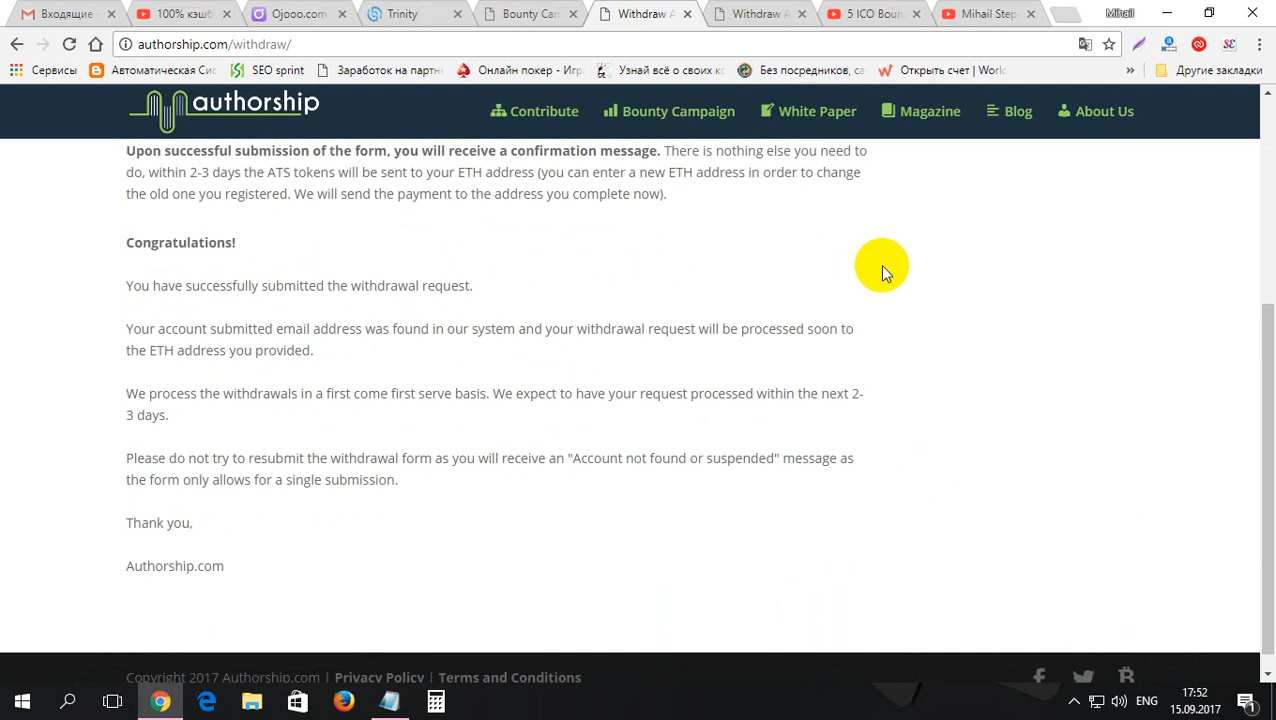 Входящие -
100% кэшб
Ojooo.com
Trinity
Bounty Can
Withdraw A
Withdraw A
5 ICO Boun
Mihail Step
Mihail
authorship.com/withdraw/
Сервисы
Автоматическая Сис
SEO sprint
Заработок на партне
Онлайн покер - Игр
Узнай всё о своих к
Без посредников, са
Открыть счет | Worl
»
Другие закладки
authorship
Contribute
Bounty Campaign
White Paper
Magazine
Blog
About Us
Upon successful submission of the form, you will receive a confirmation message. There is nothing else you need to
do, within 2-3 days the ATS tokens will be sent to your ETH address (you can enter a new ETH address in order to change
the old one you registered. We will send the payment to the address you complete now).
Congratulations!
You have successfully submitted the withdrawal request.
Your account submitted email address was found in our system and your withdrawal request will be processed soon to
the ETH address you provided.
We process the withdrawals in a first come first serve basis. We expect to have your request processed within the next 2-
3 days.
Please do not try to resubmit the withdrawal form as you will receive an "Account not found or suspended" message as
the form only allows for a single submission.
Thank you,
Authorship.com
Copyright 2017 Authorship.com | Privacy Policy | Terms and Conditions
ENG
17:52
15.09.2017